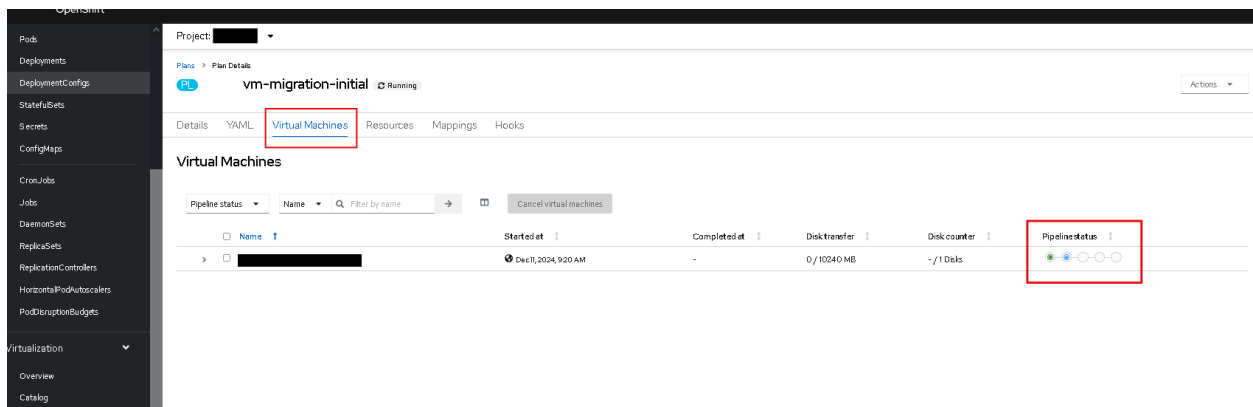 OpenShift
Pods
Deployments
DeploymentConfigs
StatefulSets
Secrets
ConfigMaps
CronJobs
Jobs
DaemonSets
ReplicaSets
ReplicationControllers
HorizontalPodAutoscalers
PodDisruptionBudgets
Virtualization
Overview
Catalog
Project:
Plans > Plan Details
PL vm-migration-initial Running
Actions
Details YAML Virtual Machines Resources Mappings Hooks
Virtual Machines
Pipeline status Name Filter by name Cancel virtual machines
Name Started at Completed at Disk transfer Disk counter Pipeline status
Dec 11, 2024, 9:20 AM - 0 / 10240 MB - / 1 Disks